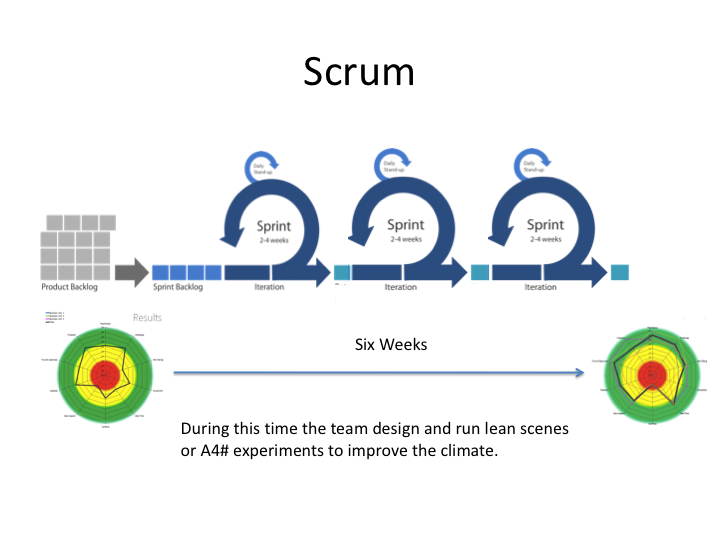 Scrum
Daily
Stand-up
Daily
Stand-up
Daily
Stand-up
Sprint
2-4 weeks
Sprint
2-4 weeks
Sprint
2-4 weeks
Product Backlog
Sprint Backlog
Iteration
Iteration
Iteration
Results
Six Weeks
During this time the team design and run lean scenes
or A4# experiments to improve the climate.